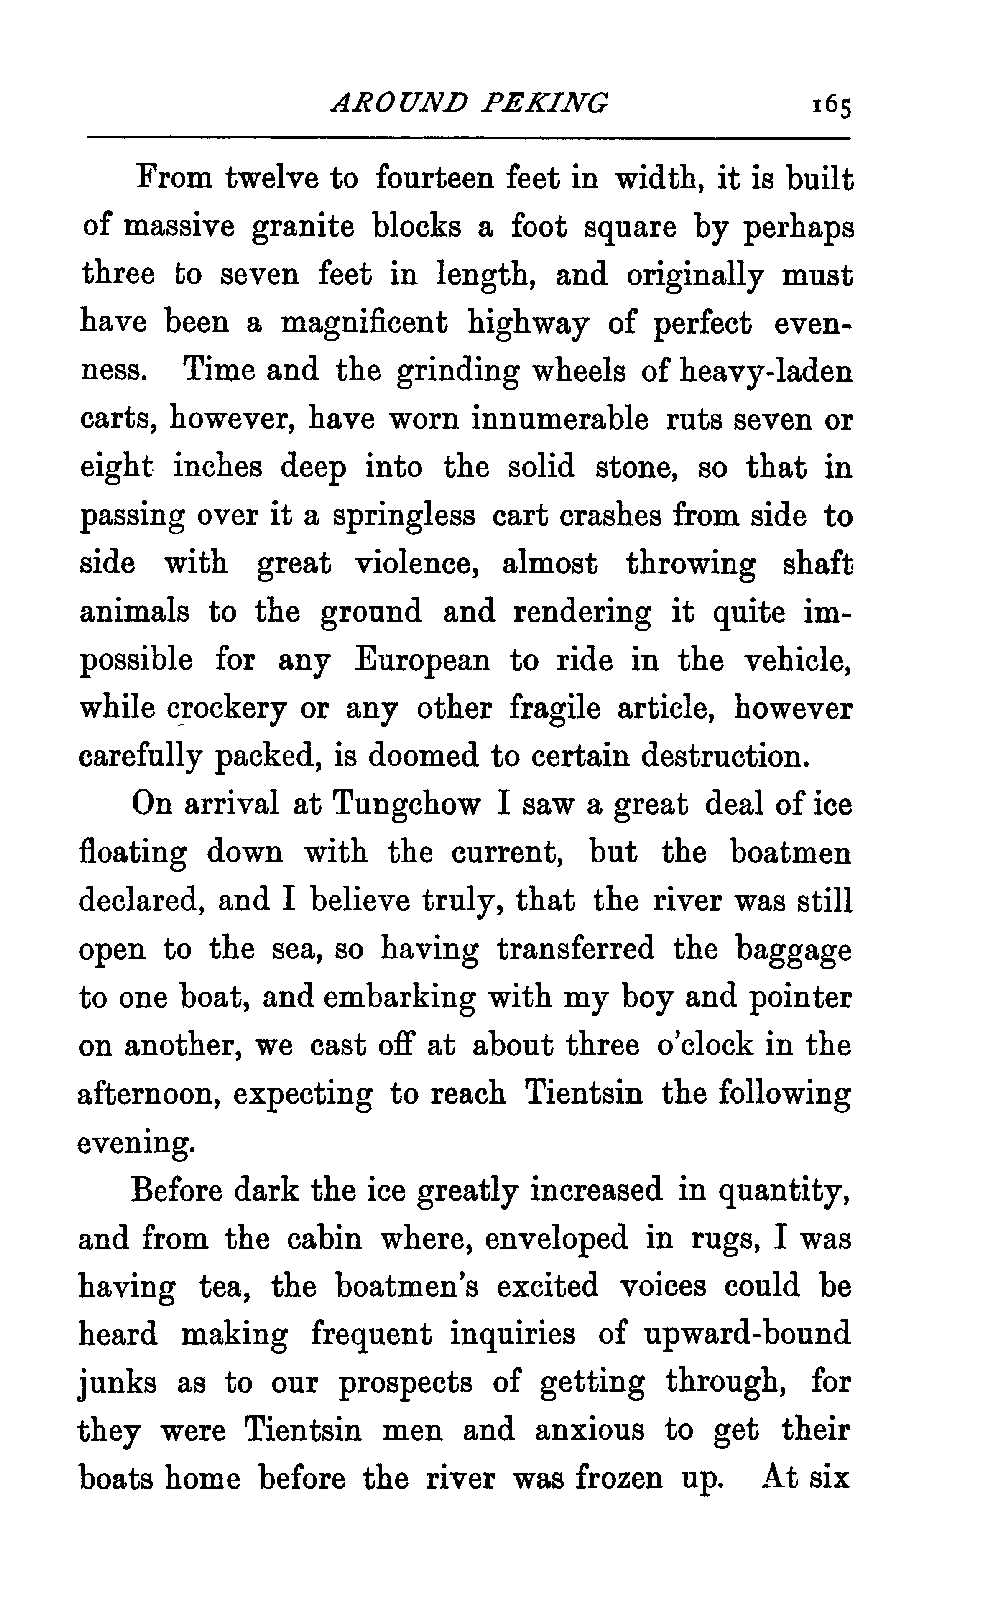 AROUND PEKING 165
From twelve to fourteen feet in width, it is built
of massive granite blocks a foot square by perhaps
three to seven feet in length, and originally must
have been a magnificent highway of perfect even-
ness. Time and the grinding wheels of heavy-laden
carts, however, have worn innumerable ruts seven or
eight inches deep into the solid stone, so that in
passing over it a springless cart crashes from side to
side with great violence, almost throwing shaft
animals to the ground and rendering it quite im-
possible for any European to ride in the vehicle,
while crockery or any other fragile article, however
carefully packed, is doomed to certain destruction.
On arrival at Tungchow I saw a great deal of ice
floating down with the current, but the boatmen
declared, and I believe truly, that the river was still
open to the sea, so having transferred the baggage
to one boat, and embarking with my boy and pointer
on another, we cast off at about three o'clock in the
afternoon, expecting to reach Tientsin the following
evening.
Before dark the ice greatly increased in quantity,
and from the cabin where, enveloped in rugs, I was
having tea, the boatmen's excited voices could be
heard making frequent inquiries of upward-bound
junks as to our prospects of getting through, for
they were Tientsin men and anxious to get their
boats home before the river was frozen up. At six